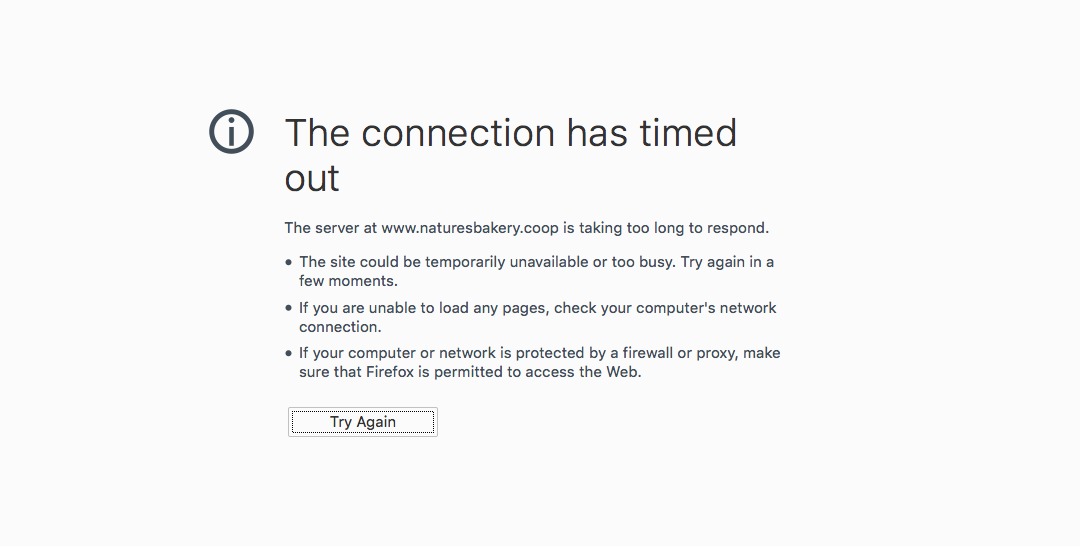 The connection has timed
out
The server at www.naturesbakery.coop is taking too long to respond.
• The site could be temporarily unavailable or too busy. Try again in a
few moments.
• If you are unable to load any pages, check your computer's network
connection.
• If your computer or network is protected by a firewall or proxy, make
sure that Firefox is permitted to access the Web.
Try Again